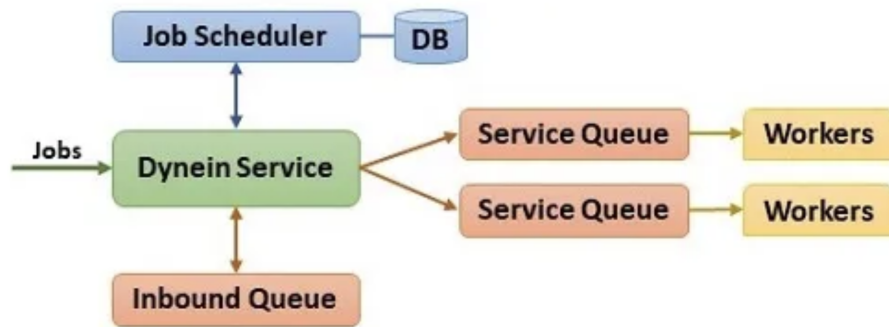 Job Scheduler
DB
Jobs
Dynein Service
Service Queue
Workers
Service Queue
Workers
Inbound Queue